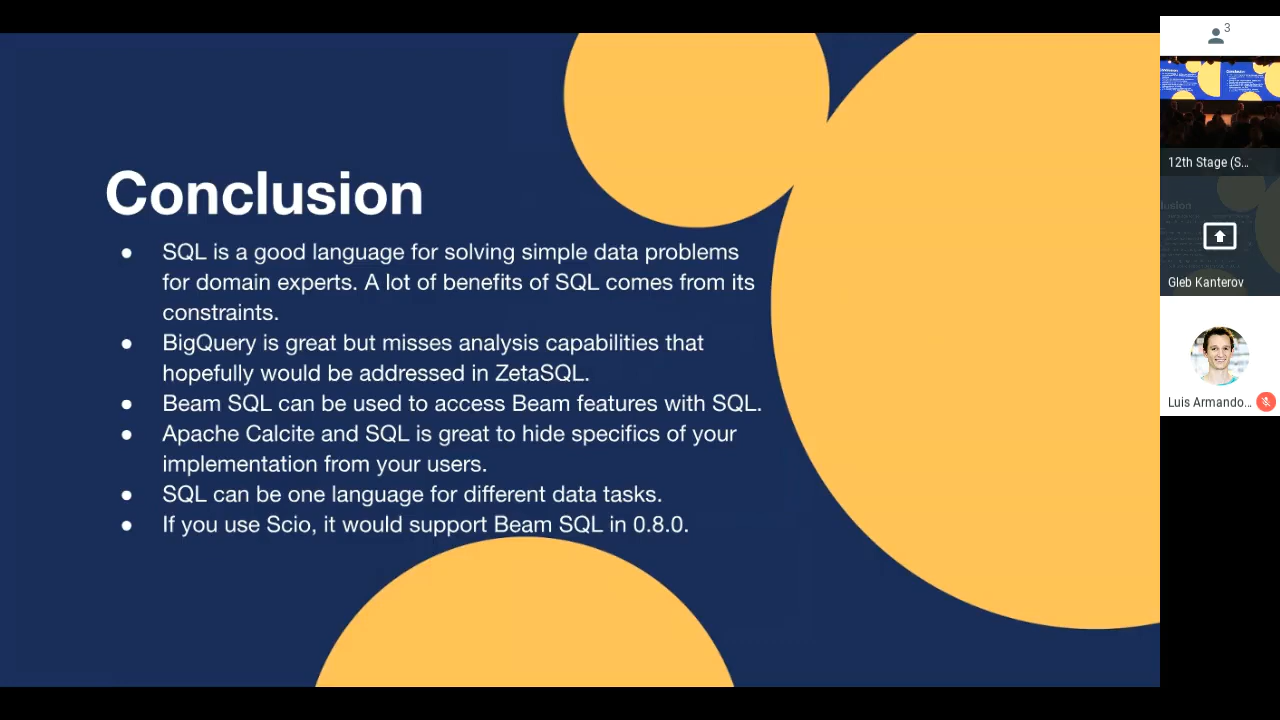 Conclusion
● SQL is a good language for solving simple data problems
for domain experts. A lot of benefits of SQL comes from its
constraints.
● BigQuery is great but misses analysis capabilities that
hopefully would be addressed in ZetaSQL.
● Beam SQL can be used to access Beam features with SQL.
● Apache Calcite and SQL is great to hide specifics of your
implementation from your users.
● SQL can be one language for different data tasks.
● If you use Scio, it would support Beam SQL in 0.8.0.
3
12th Stage (S...
Gleb Kanterov
Luis Armando...